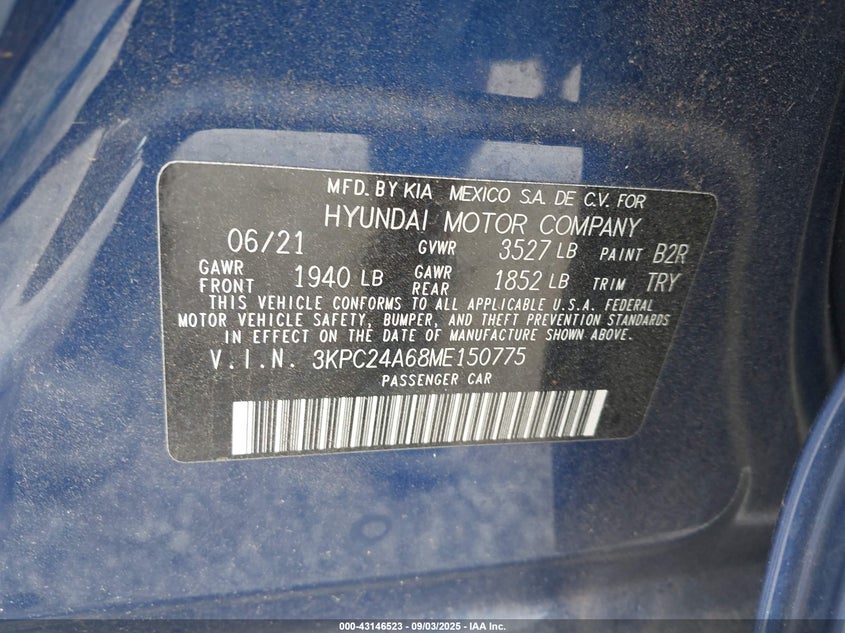 MFD. BY KIA MEXICO S.A. DE C.V. FOR
HYUNDAI MOTOR COMPANY
06/21 GVWR 3527 LB PAINT B2R
GAWR FRONT 1940 LB GAWR REAR 1852 LB TRIM TRY
THIS VEHICLE CONFORMS TO ALL APPLICABLE U.S.A. FEDERAL
MOTOR VEHICLE SAFETY, BUMPER, AND THEFT PREVENTION STANDARDS
IN EFFECT ON THE DATE OF MANUFACTURE SHOWN ABOVE.
V.I.N. 3KPC24A68ME150775
PASSENGER CAR
000-43146523 - 09/03/2025 - IAA Inc.